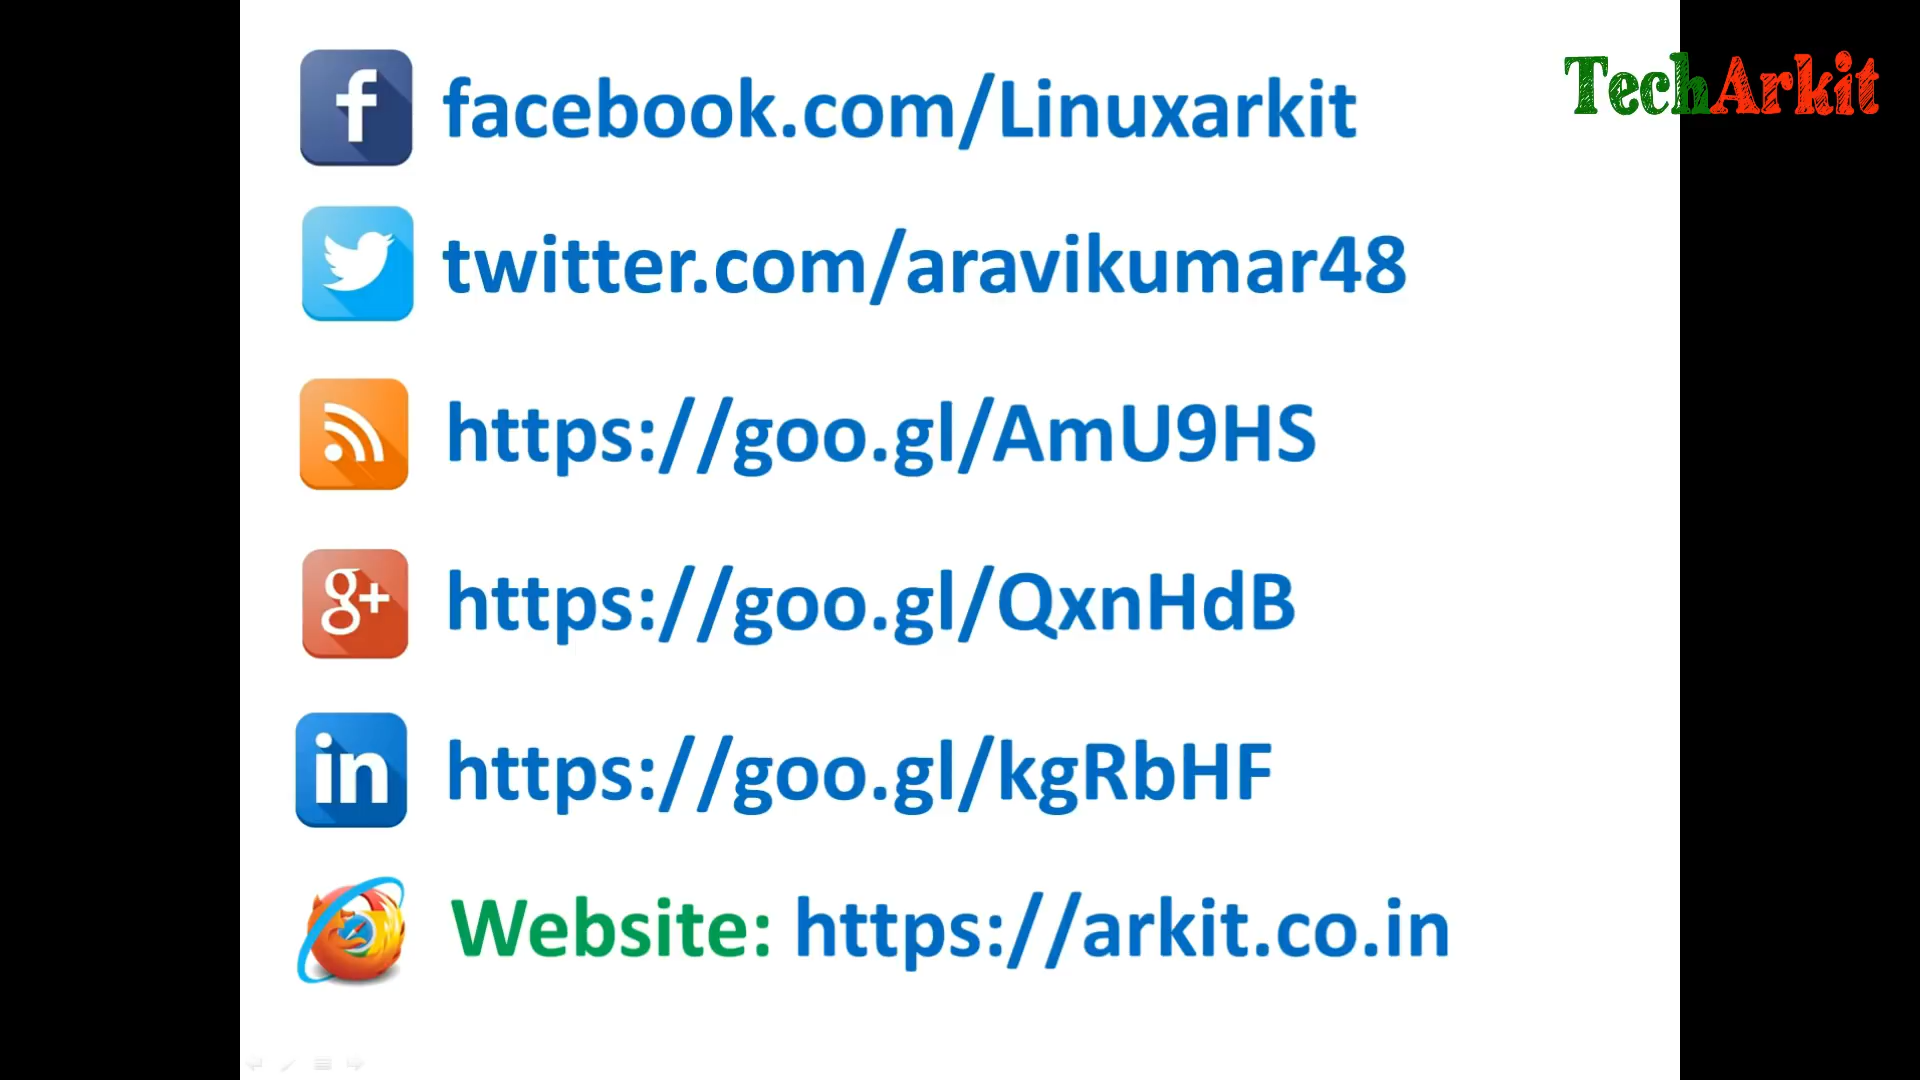 TechArkit
f facebook.com/Linuxarkit
twitter.com/aravikumar48
https://goo.gl/AmU9HS
g+ https://goo.gl/QxnHdB
in https://goo.gl/kgRbHF
Website: https://arkit.co.in